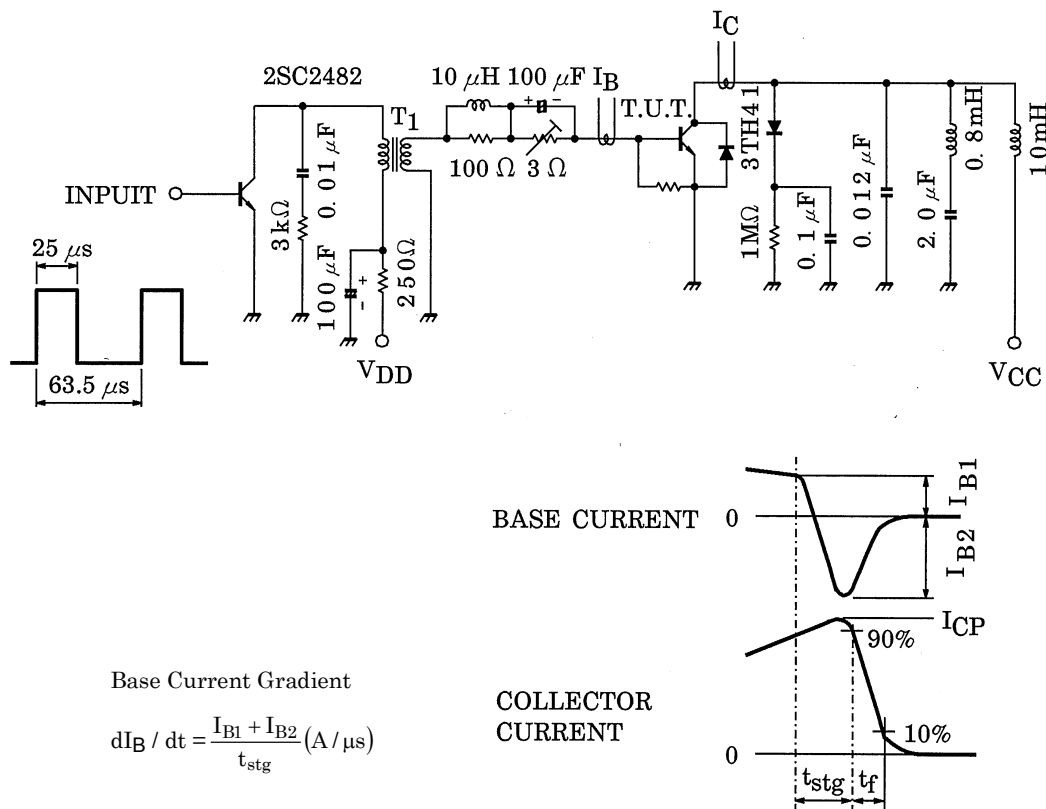 I_C
2SC2482
10 μH 100 μF I_B
T_1
T.U.T.
3TH41
0.8mH
10mH
0.01 μF
100 Ω 3 Ω
0.012 μF
2.0 μF
INPUIT
3kΩ
1MΩ
0.1 μF
25 μs
100 μF
+
-
250Ω
V_DD
V_CC
63.5 μs
I_B1
BASE CURRENT 0
I_B2
I_CP
90%
Base Current Gradient
COLLECTOR
CURRENT
dI_B / dt = (I_B1 + I_B2) / t_stg (A / μs)
10%
0
t_stg t_f